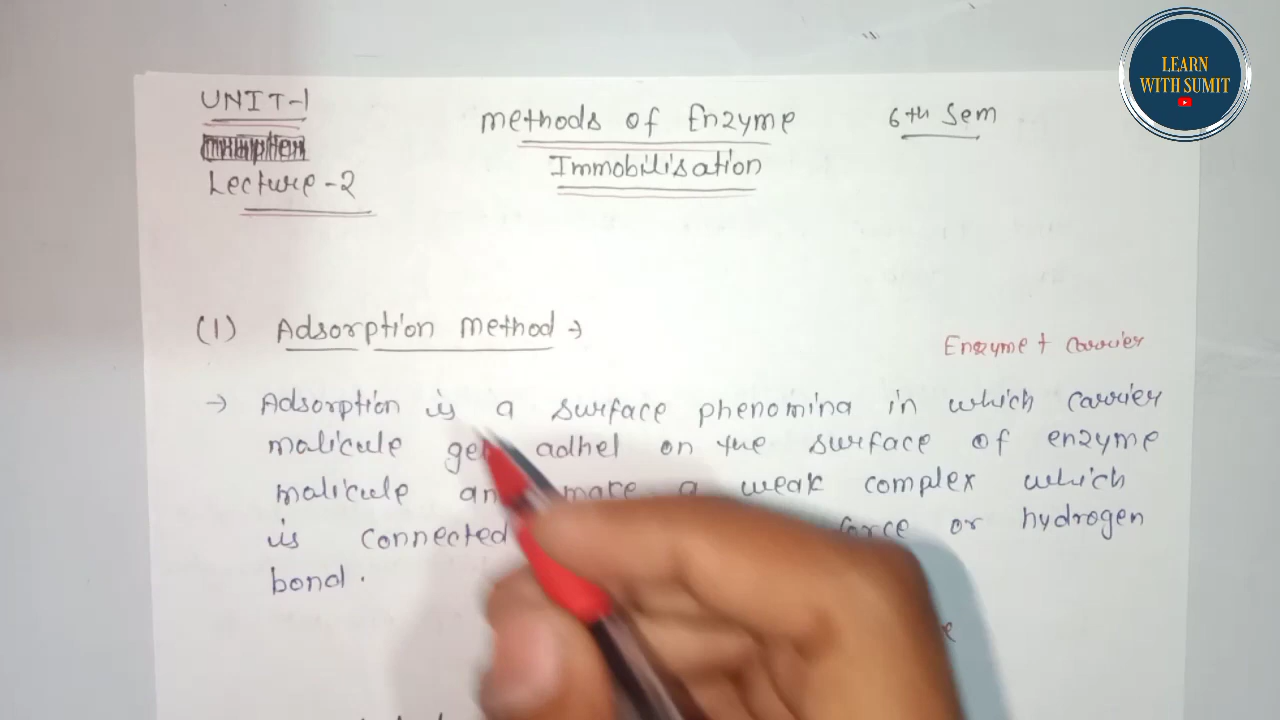 LEARN
WITH SUMIT
UNIT-1
Lecture-2
methods of Enzyme
Immobilisation
6th Sem
(1) Adsorption method →
Enzyme + carrier
→ Adsorption is a surface phenomina in which carrier
malicule get adhel on the surface of enzyme
malicule and make a weak complex which
is connected force or hydrogen
bond.